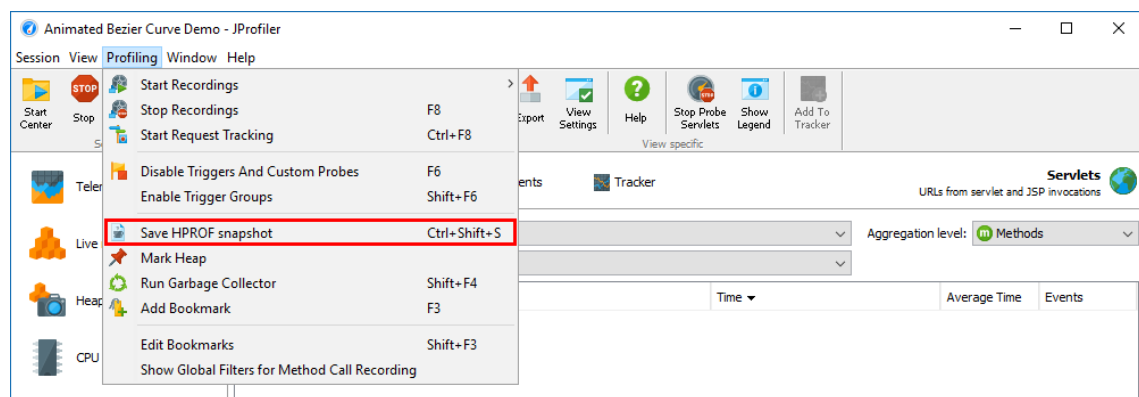 Animated Bezier Curve Demo - JProfiler
Session View Profiling Window Help
Start Center
STOP
Stop
Export
View Settings
Help
STOP
Stop Probe Servlets
Show Legend
Add To Tracker
View specific
Start Recordings
Stop Recordings F8
Start Request Tracking Ctrl+F8
Disable Triggers And Custom Probes F6
Enable Trigger Groups Shift+F6
Save HPROF snapshot Ctrl+Shift+S
Mark Heap
Run Garbage Collector Shift+F4
Add Bookmark F3
Edit Bookmarks Shift+F3
Show Global Filters for Method Call Recording
Live
Heap
CPU
Tracker
Servlets
URLs from servlet and JSP invocations
Aggregation level: m Methods
Time Average Time Events